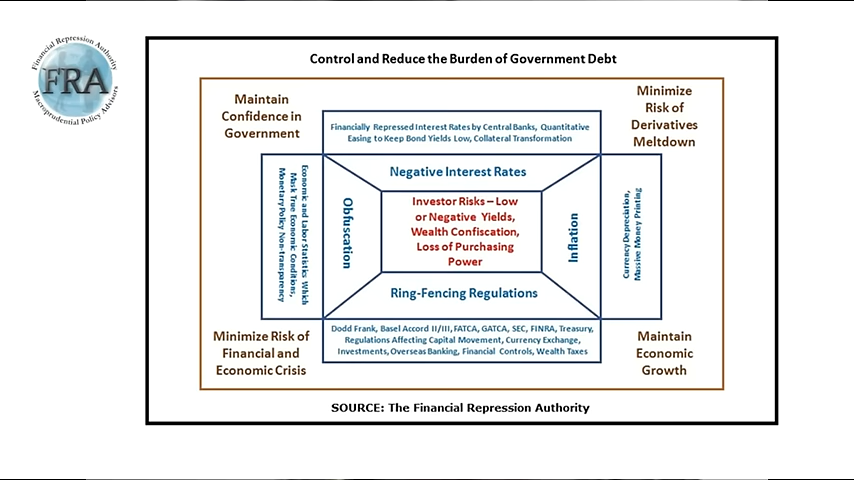 Financial Repression Authority
FRA
Macroprudential Policy Advisors
Control and Reduce the Burden of Government Debt
Maintain
Confidence in
Government
Minimize
Risk of
Derivatives
Meltdown
Financially Repressed Interest Rates by Central Banks, Quantitative
Easing to Keep Bond Yields Low, Collateral Transformation
Negative Interest Rates
Economic and Labor Statistics Which
Mask True Economic Conditions,
Monetary Policy Non-transparency
Obfuscation
Investor Risks – Low
or Negative Yields,
Wealth Confiscation,
Loss of Purchasing
Power
Inflation
Currency Depreciation,
Massive Money Printing
Ring-Fencing Regulations
Dodd Frank, Basel Accord II/III, FATCA, GATCA, SEC, FINRA, Treasury,
Regulations Affecting Capital Movement, Currency Exchange,
Investments, Overseas Banking, Financial Controls, Wealth Taxes
Minimize Risk of
Financial and
Economic Crisis
Maintain
Economic
Growth
SOURCE: The Financial Repression Authority